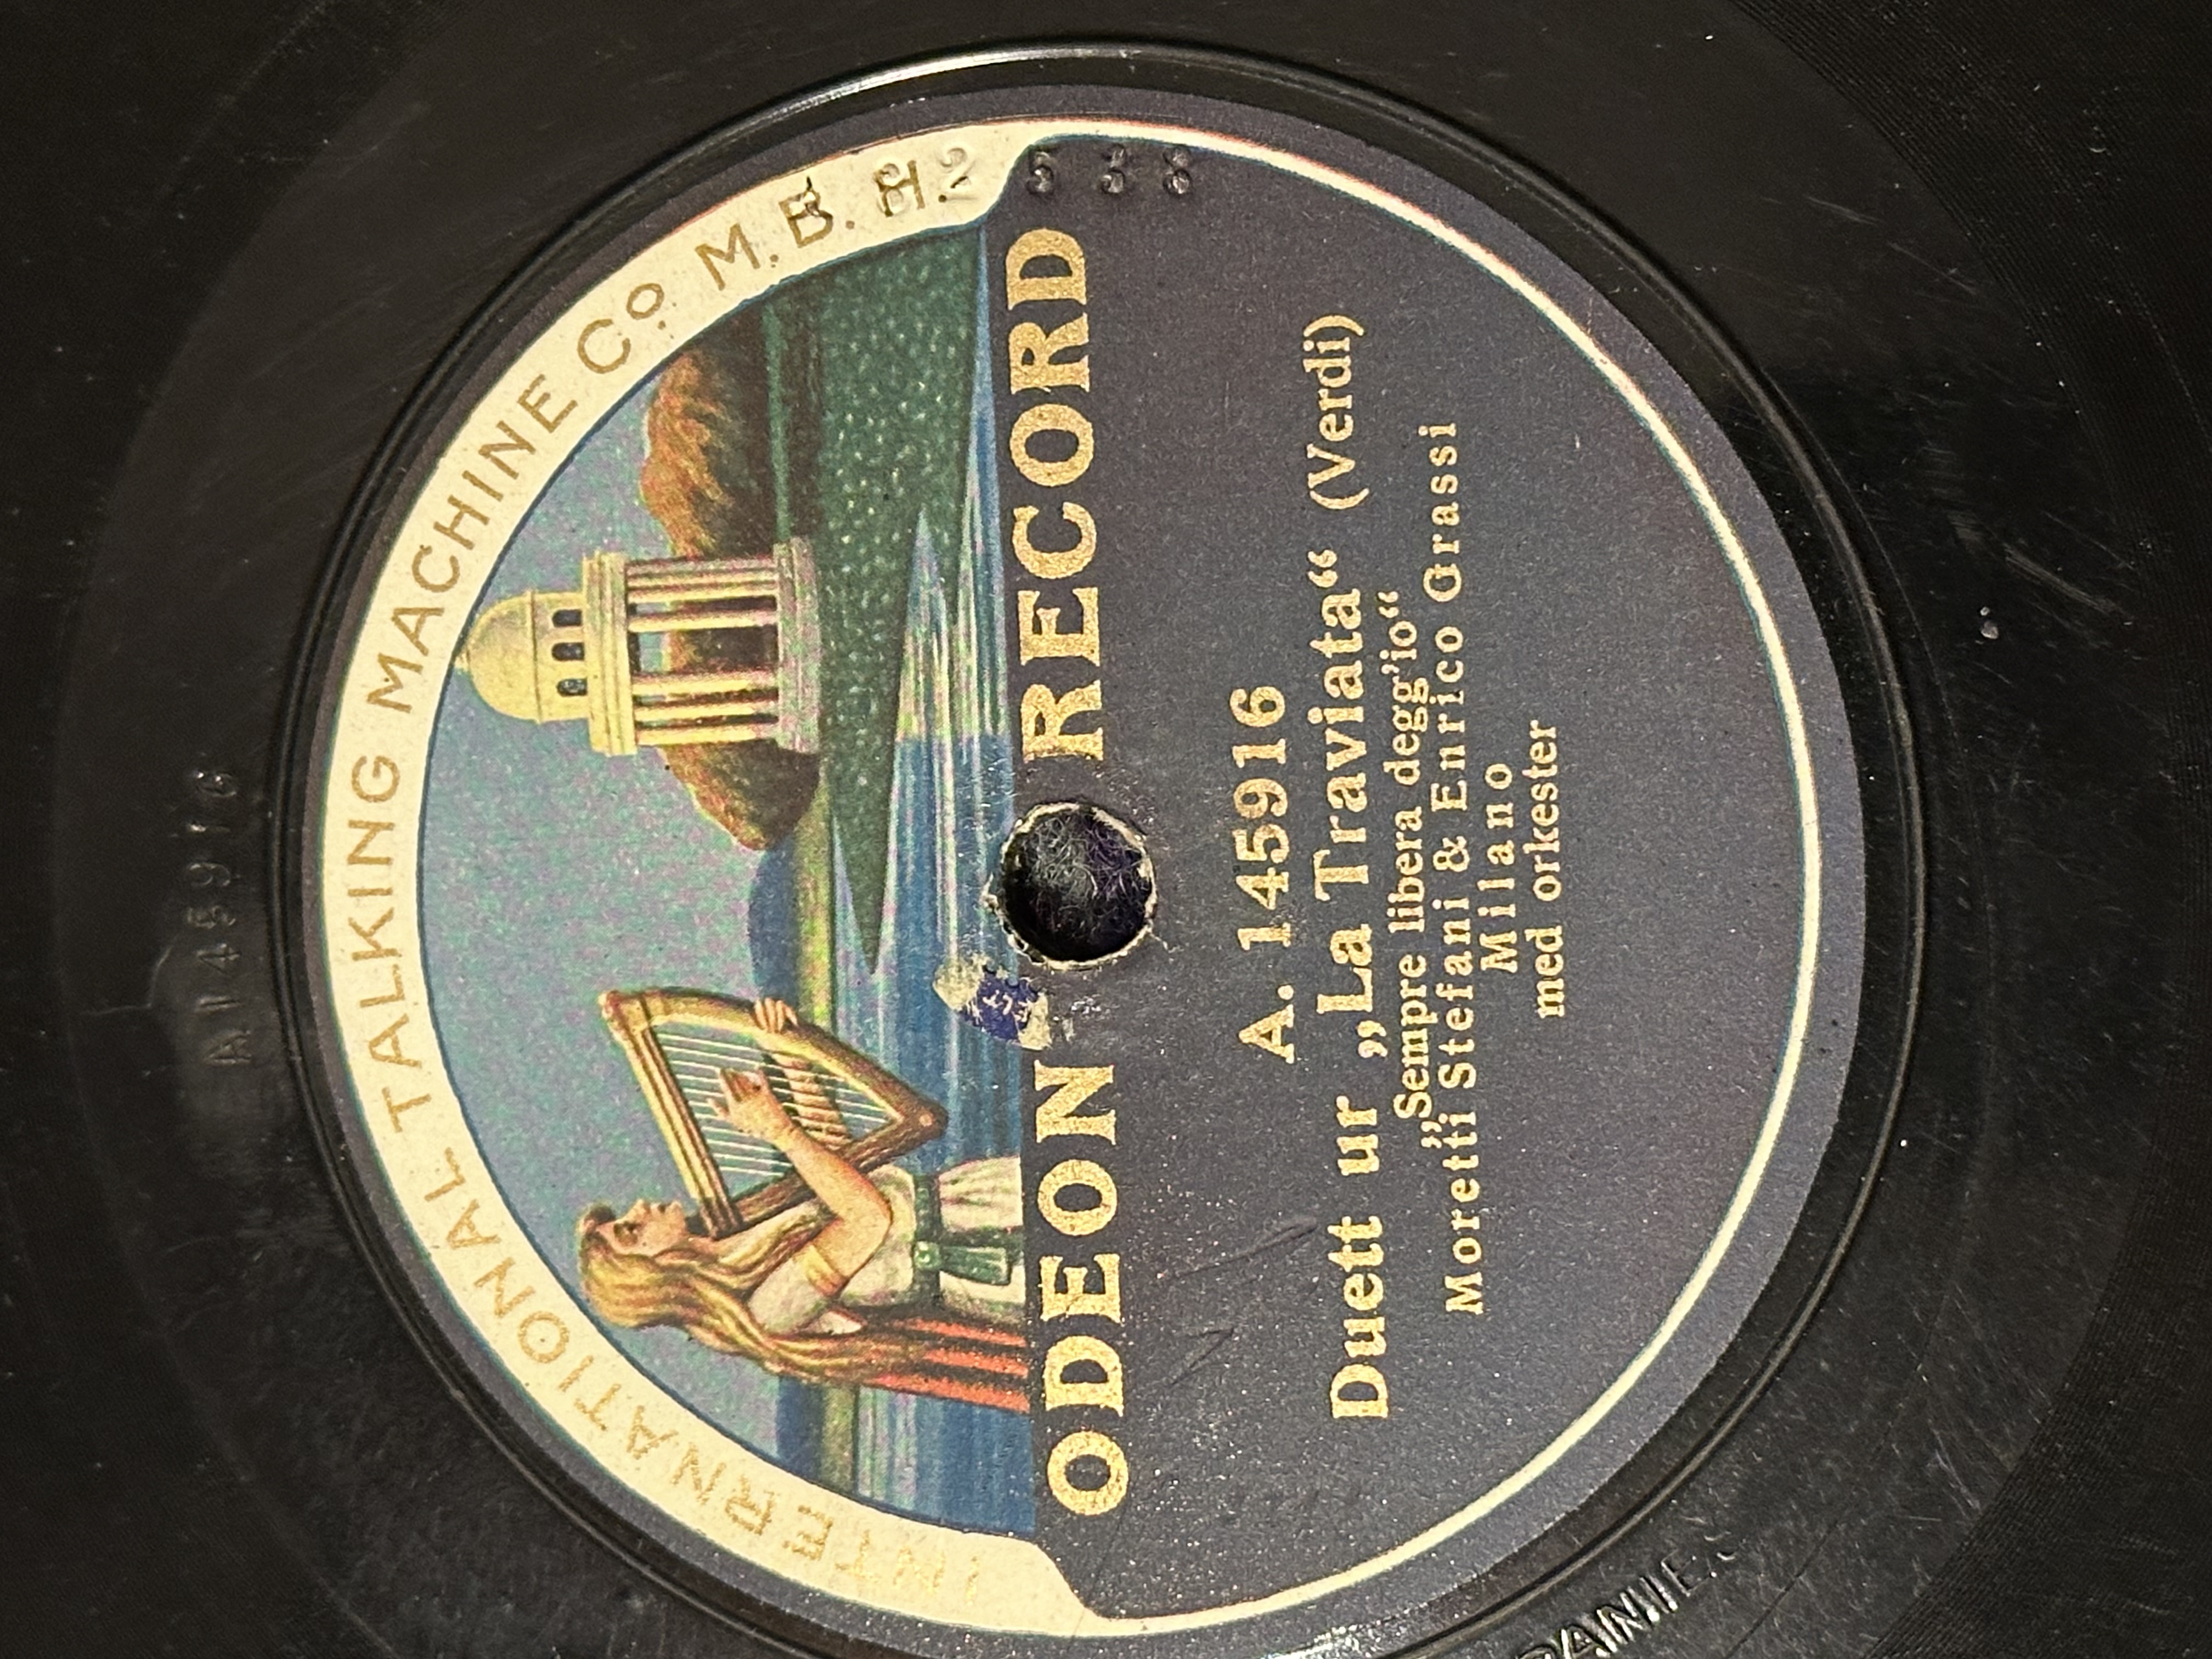 INTERNATIONAL TALKING MACHINE Co. M. B. H.
ODEON RECORD
A. 145916
Duett ur „La Traviata“ (Verdi)
„Sempre libera degg'io“
Moretti Stefani & Enrico Grassi
Milano
med orkester
A145916